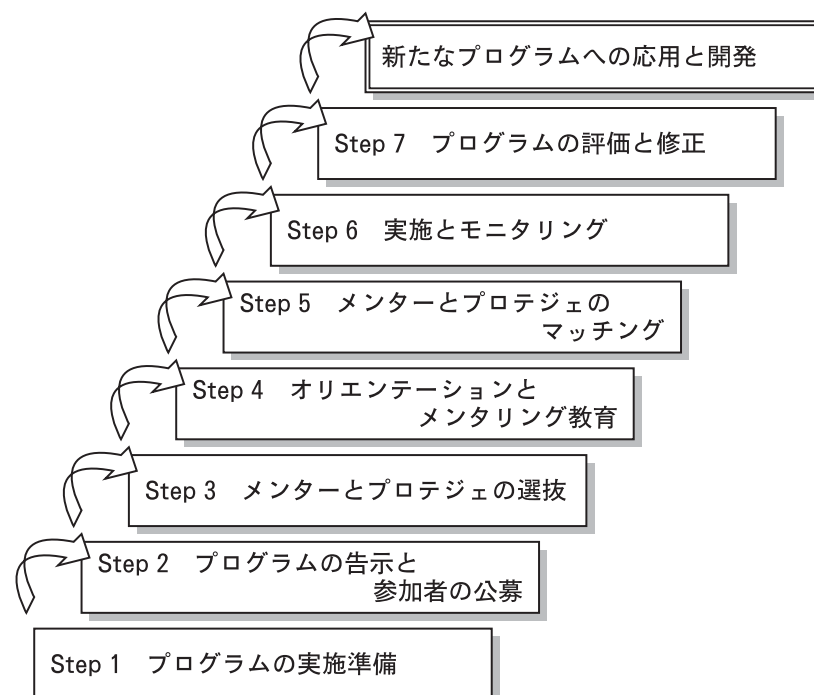 新たなプログラムへの応用と開発
Step 7　プログラムの評価と修正
Step 6　実施とモニタリング
Step 5　メンターとプロテジェの
マッチング
Step 4　オリエンテーションと
メンタリング教育
Step 3　メンターとプロテジェの選抜
Step 2　プログラムの告示と
参加者の公募
Step 1　プログラムの実施準備